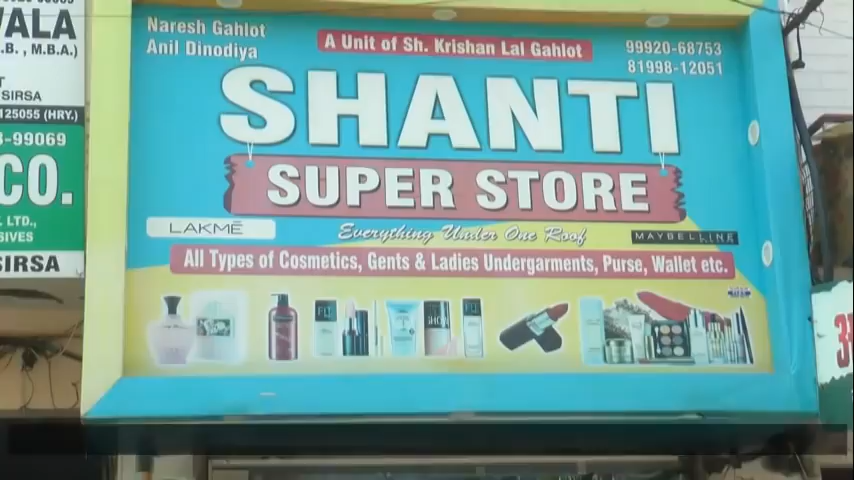 WALA
.B. , M.B.A.)
SIRSA
125055 (HRY.)
3-99069
CO.
. LTD.,
SIVES
SIRSA
Naresh Gahlot
Anil Dinodiya
A Unit of Sh. Krishan Lal Gahlot
99920-68753
81998-12051
SHANTI
SUPER STORE
LAKMÉ
Everything Under One Roof
MAYBELLINE
All Types of Cosmetics, Gents & Ladies Undergarments, Purse, Wallet etc.